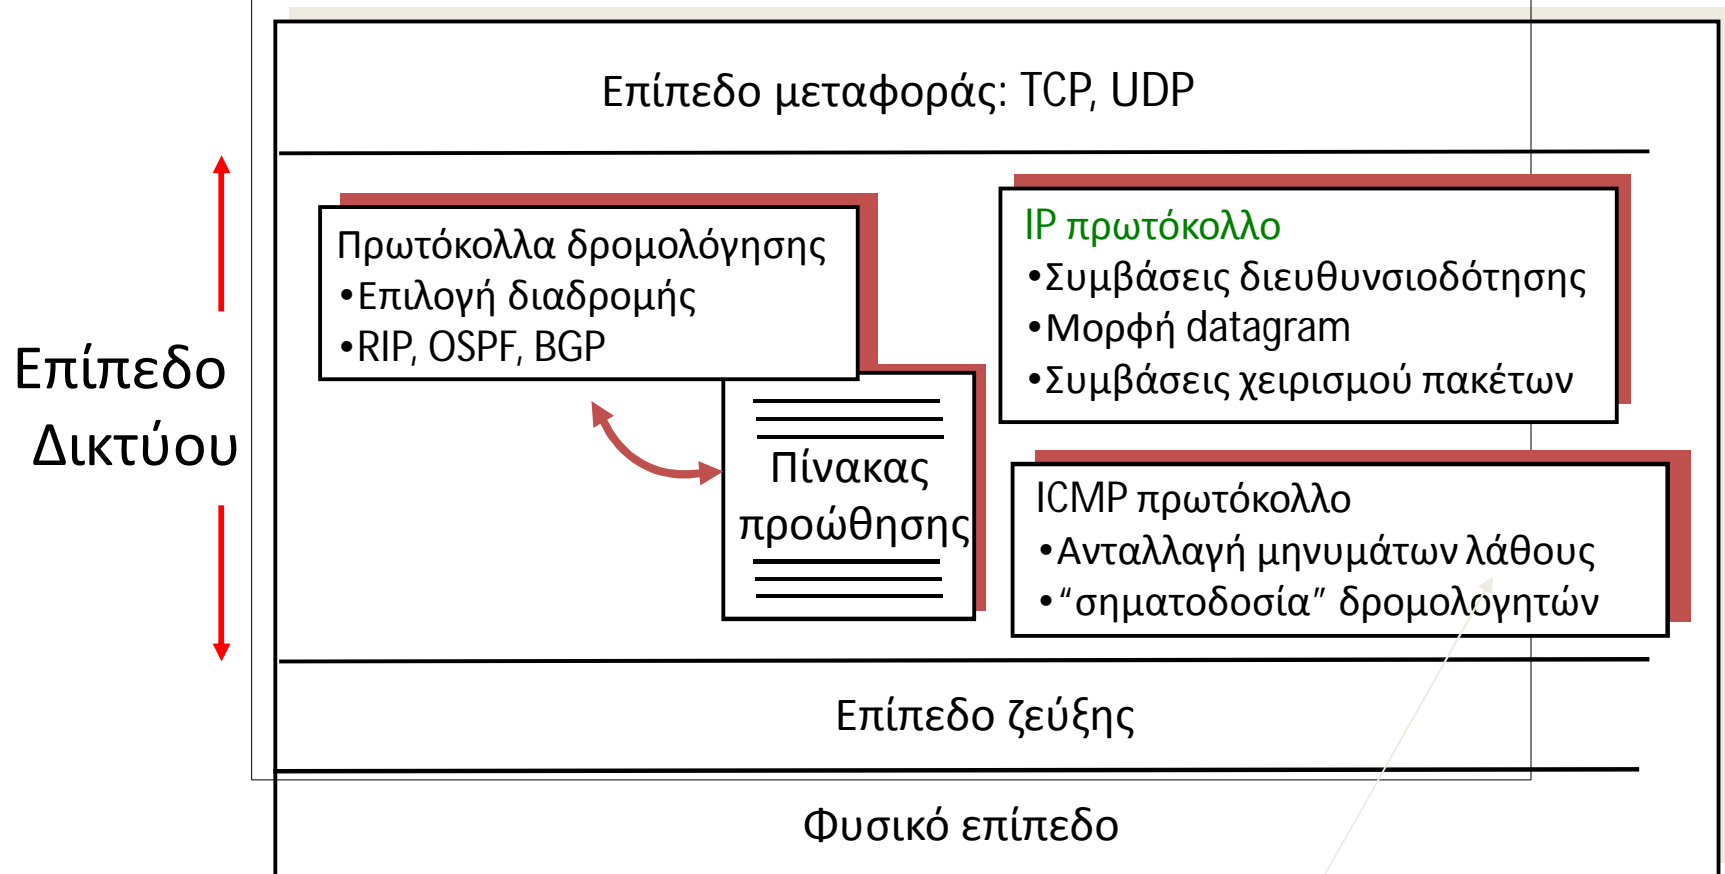 Επίπεδο μεταφοράς: TCP, UDP
Επίπεδο
Δικτύου
Πρωτόκολλα δρομολόγησης
•Επιλογή διαδρομής
•RIP, OSPF, BGP
Πίνακας
προώθησης
IP πρωτόκολλο
•Συμβάσεις διευθυνσιοδότησης
•Μορφή datagram
•Συμβάσεις χειρισμού πακέτων
ICMP πρωτόκολλο
•Ανταλλαγή μηνυμάτων λάθους
•“σηματοδοσία” δρομολογητών
Επίπεδο ζεύξης
Φυσικό επίπεδο